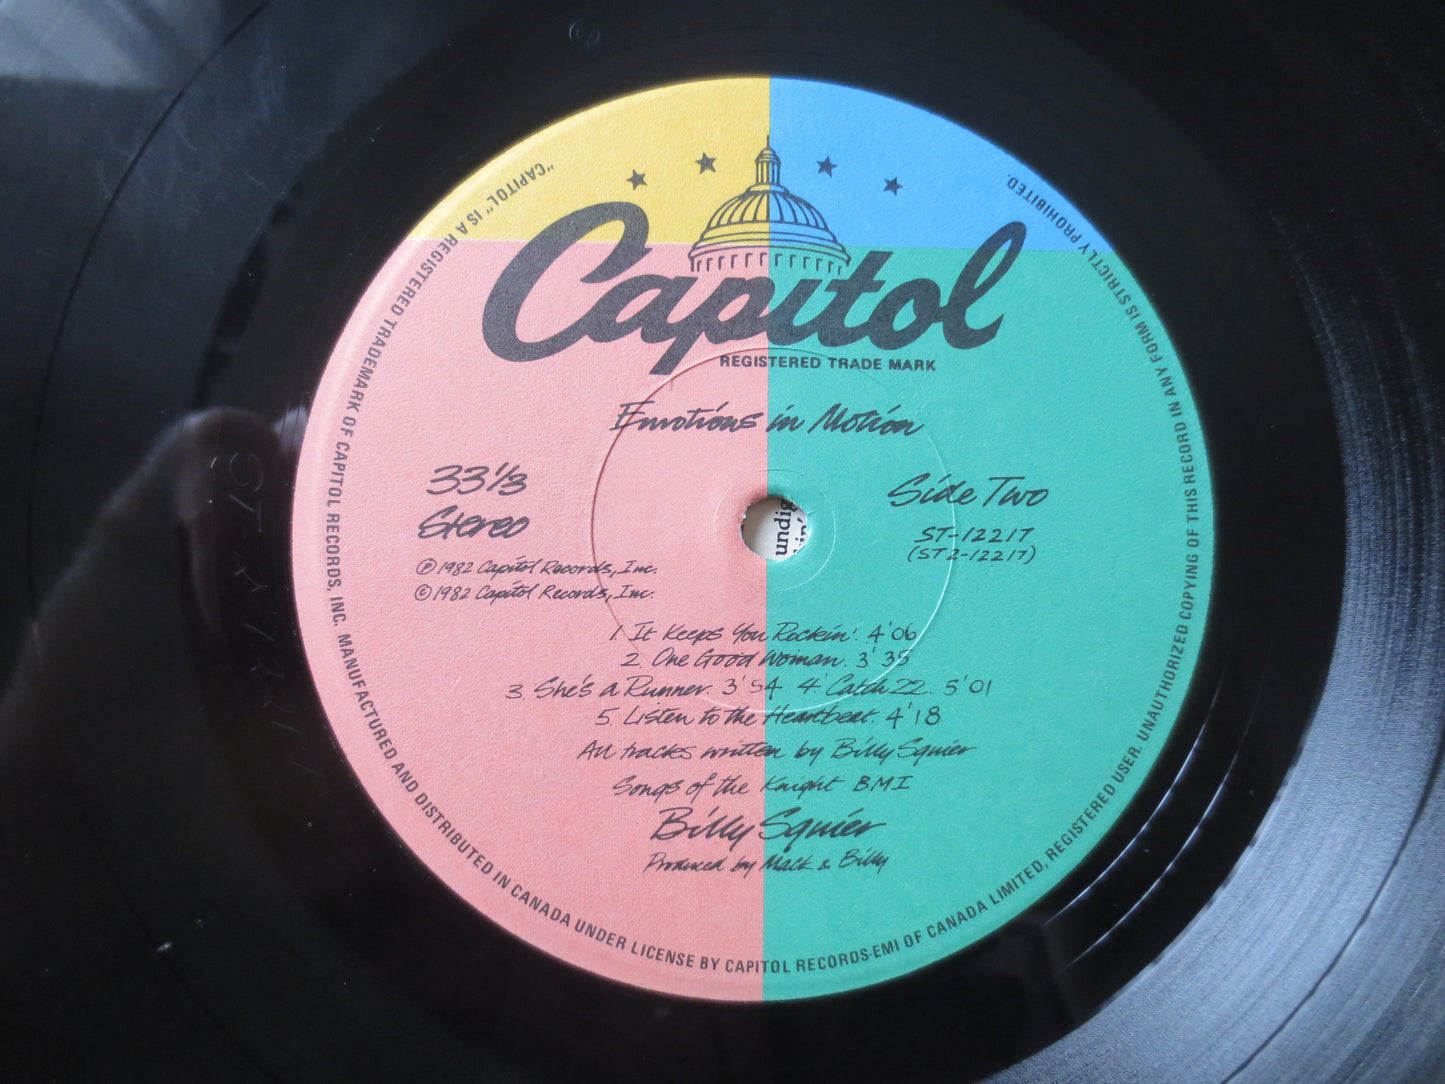 "CAPITOL" IS A REGISTERED TRADEMARK OF CAPITOL RECORDS, INC. MANUFACTURED AND DISTRIBUTED IN CANADA UNDER LICENSE BY CAPITOL RECORDS-EMI OF CANADA LIMITED, REGISTERED USER. UNAUTHORIZED COPYING OF THIS RECORD IN ANY FORM IS STRICTLY PROHIBITED.
Capitol
REGISTERED TRADE MARK
Emotions in Motion
33 1/3
Stereo
℗ 1982 Capitol Records, Inc.
© 1982 Capitol Records, Inc.
Side Two
ST-12217
(ST2-12217)
1. It Keeps You Rockin'. 4'06
2. One Good Woman. 3'35
3. She's a Runner. 3'54 4 Catch 22. 5'01
5. Listen to the Heartbeat. 4'18
All tracks written by Billy Squier
Songs of the Knight BMI
Billy Squier
Produced by Mack & Billy
undig